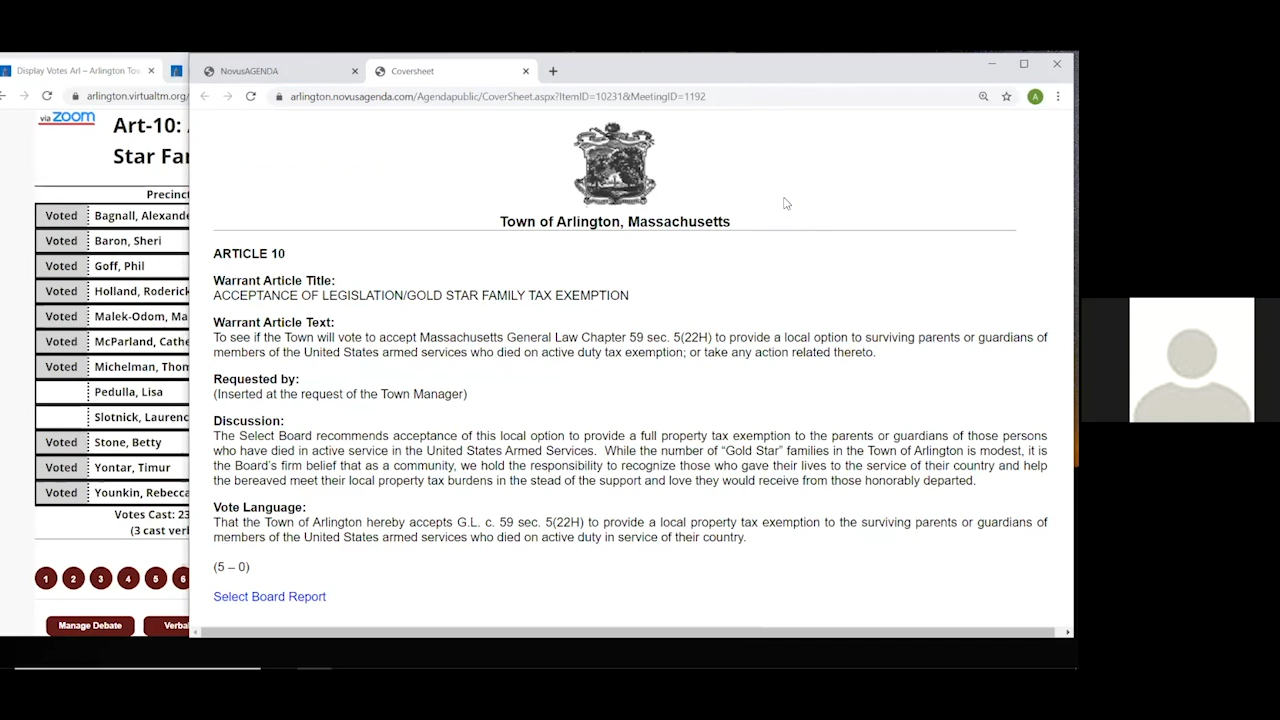 Display Votes Arl – Arlington To
NovusAGENDA
Coversheet
arlington.virtualtm.org/
arlington.novusagenda.com/Agendapublic/CoverSheet.aspx?ItemID=10231&MeetingID=1192
A
via zoom
Art-10:
Star Fa
Precinct
Voted Bagnall, Alexande
Voted Baron, Sheri
Voted Goff, Phil
Voted Holland, Roderick
Voted Malek-Odom, Ma
Voted McParland, Cathe
Voted Michelman, Thom
Pedulla, Lisa
Slotnick, Laurenc
Voted Stone, Betty
Voted Yontar, Timur
Voted Younkin, Rebecca
Votes Cast: 23
(3 cast verb
1 2 3 4 5 6
Manage Debate Verba
Town of Arlington, Massachusetts
ARTICLE 10
Warrant Article Title:
ACCEPTANCE OF LEGISLATION/GOLD STAR FAMILY TAX EXEMPTION
Warrant Article Text:
To see if the Town will vote to accept Massachusetts General Law Chapter 59 sec. 5(22H) to provide a local option to surviving parents or guardians of
members of the United States armed services who died on active duty tax exemption; or take any action related thereto.
Requested by:
(Inserted at the request of the Town Manager)
Discussion:
The Select Board recommends acceptance of this local option to provide a full property tax exemption to the parents or guardians of those persons
who have died in active service in the United States Armed Services.  While the number of “Gold Star” families in the Town of Arlington is modest, it is
the Board’s firm belief that as a community, we hold the responsibility to recognize those who gave their lives to the service of their country and help
the bereaved meet their local property tax burdens in the stead of the support and love they would receive from those honorably departed.
Vote Language:
That the Town of Arlington hereby accepts G.L. c. 59 sec. 5(22H) to provide a local property tax exemption to the surviving parents or guardians of
members of the United States armed services who died on active duty in service of their country.
(5 – 0)
Select Board Report